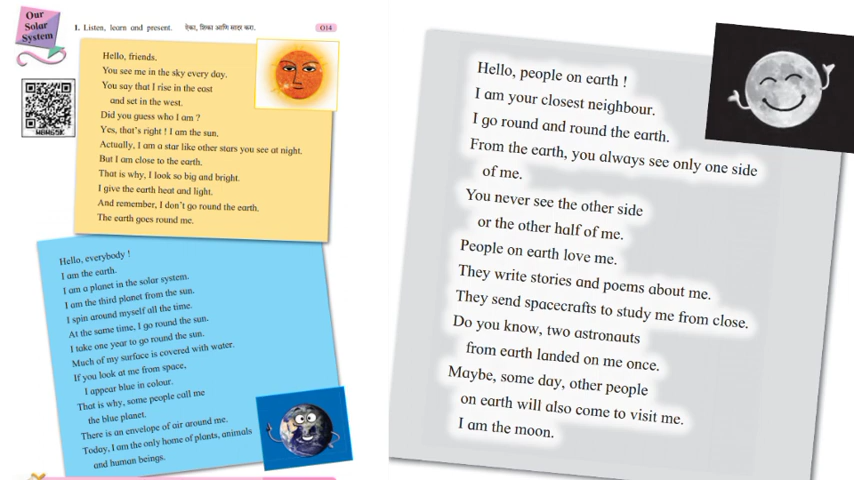 Our
Solar
System
1. Listen, learn and present. ऐका, शिका आणि सादर करा.
O14
W8H65K
Hello, friends.
You see me in the sky every day.
You say that I rise in the east
and set in the west.
Did you guess who I am ?
Yes, that's right ! I am the sun.
Actually, I am a star like other stars you see at night.
But I am close to the earth.
That is why, I look so big and bright.
I give the earth heat and light.
And remember, I don't go round the earth.
The earth goes round me.
Hello, everybody !
I am the earth.
I am a planet in the solar system.
I am the third planet from the sun.
I spin around myself all the time.
At the same time, I go round the sun.
I take one year to go round the sun.
Much of my surface is covered with water.
If you look at me from space,
I appear blue in colour.
That is why, some people call me
the blue planet.
There is an envelope of air around me.
Today, I am the only home of plants, animals
and human beings.
Hello, people on earth !
I am your closest neighbour.
I go round and round the earth.
From the earth, you always see only one side
of me.
You never see the other side
or the other half of me.
People on earth love me.
They write stories and poems about me.
They send spacecrafts to study me from close.
Do you know, two astronauts
from earth landed on me once.
Maybe, some day, other people
on earth will also come to visit me.
I am the moon.